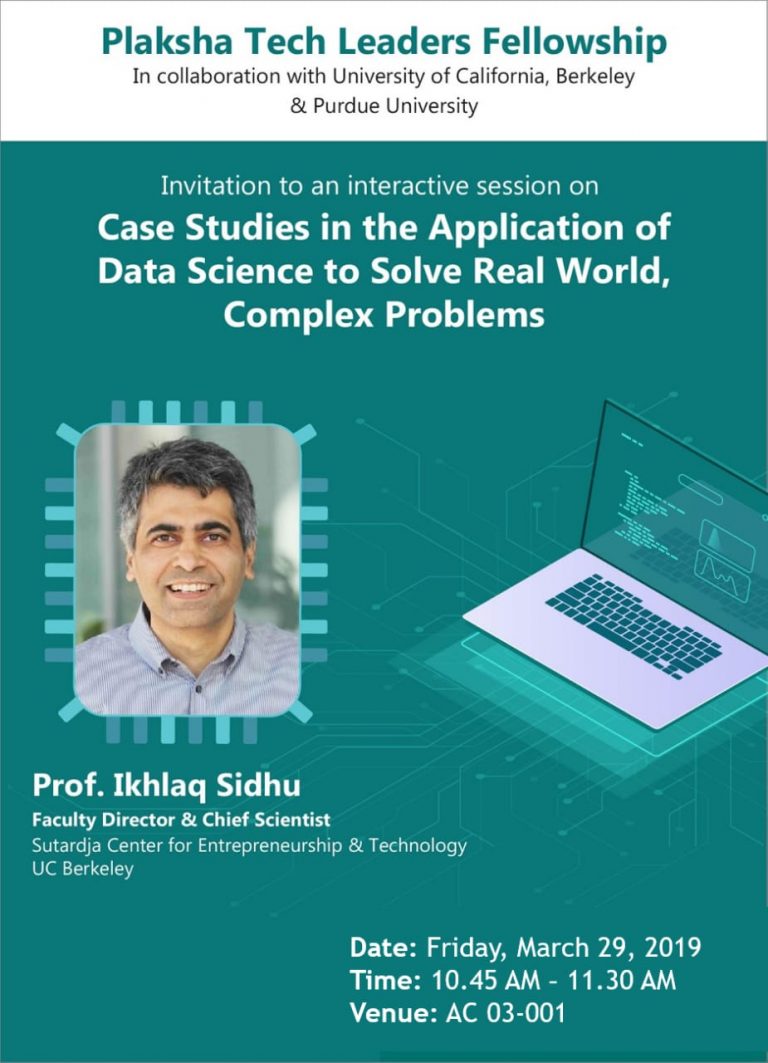 Plaksha Tech Leaders Fellowship
In collaboration with University of California, Berkeley
& Purdue University
Invitation to an interactive session on
Case Studies in the Application of
Data Science to Solve Real World,
Complex Problems
Prof. Ikhlaq Sidhu
Faculty Director & Chief Scientist
Sutardja Center for Entrepreneurship & Technology
UC Berkeley
Date: Friday, March 29, 2019
Time: 10.45 AM – 11.30 AM
Venue: AC 03-001